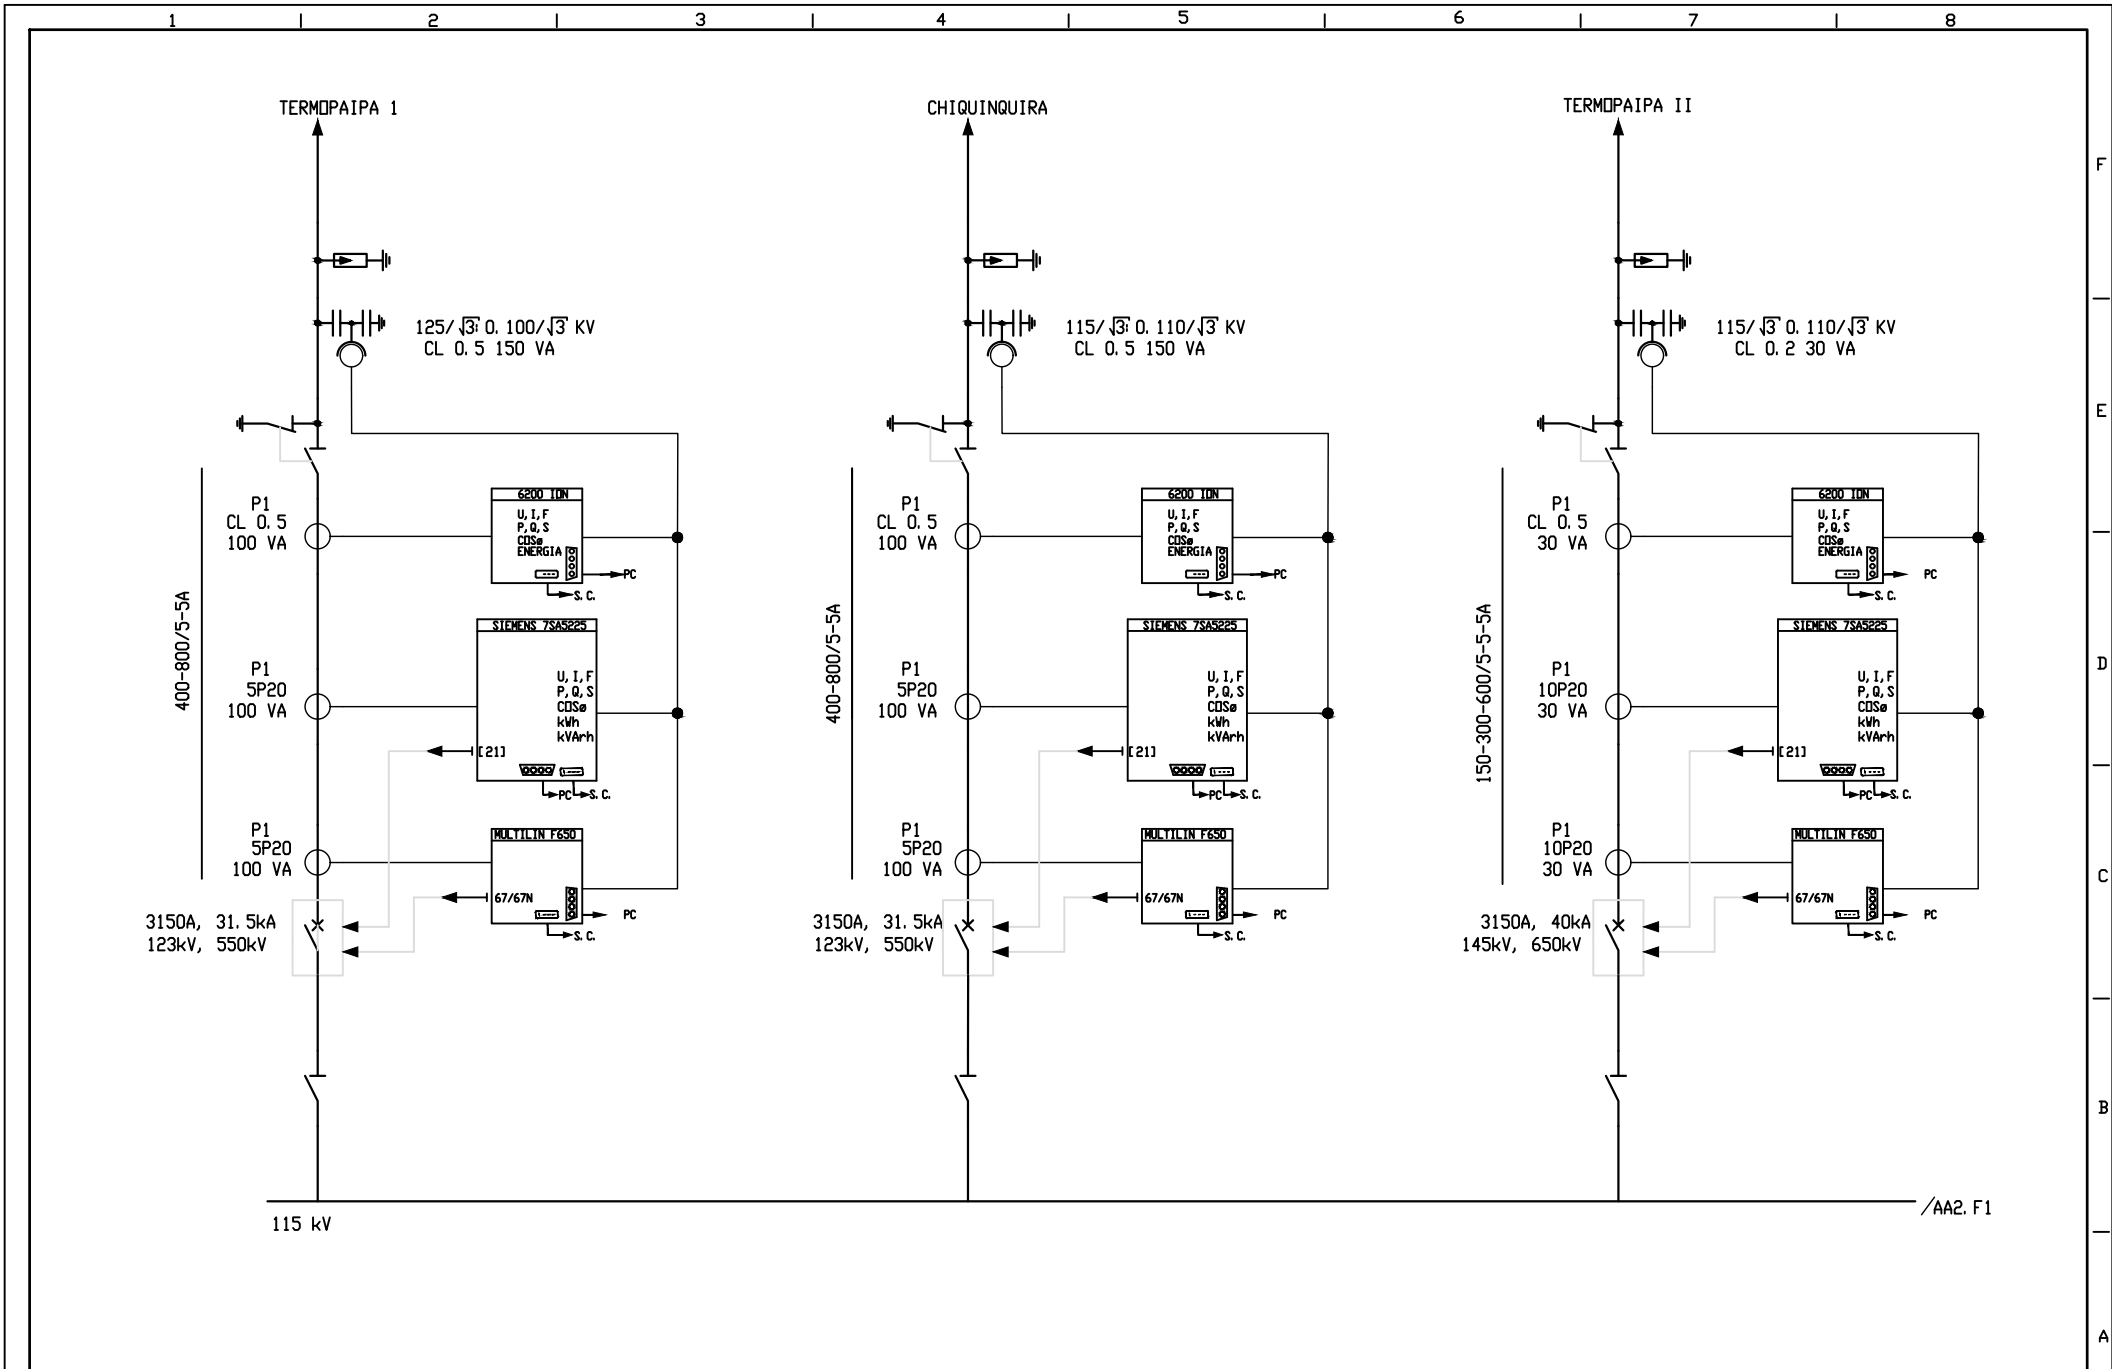 1 2 3 4 5 6 7 8
TERMOPAIPA 1
125/√3: 0.100/√3 KV
CL 0.5 150 VA
P1
CL 0.5
100 VA
6200 ION
U,I,F
P,Q,S
COSø
ENERGIA
PC
S.C.
400-800/5-5A
P1
5P20
100 VA
SIEMENS 7SA5225
U,I,F
P,Q,S
COSø
kWh
kVArh
[21]
PC S.C.
P1
5P20
100 VA
MULTILIN F650
67/67N
PC
S.C.
3150A, 31.5kA
123kV, 550kV
CHIQUINQUIRA
115/√3: 0.110/√3 KV
CL 0.5 150 VA
P1
CL 0.5
100 VA
6200 ION
U,I,F
P,Q,S
COSø
ENERGIA
PC
S.C.
400-800/5-5A
P1
5P20
100 VA
SIEMENS 7SA5225
U,I,F
P,Q,S
COSø
kWh
kVArh
[21]
PC S.C.
P1
5P20
100 VA
MULTILIN F650
67/67N
PC
S.C.
3150A, 31.5kA
123kV, 550kV
TERMOPAIPA II
115/√3 0.110/√3 KV
CL 0.2 30 VA
P1
CL 0.5
30 VA
6200 ION
U,I,F
P,Q,S
COSø
ENERGIA
PC
S.C.
150-300-600/5-5-5A
P1
10P20
30 VA
SIEMENS 7SA5225
U,I,F
P,Q,S
COSø
kWh
kVArh
[21]
PC S.C.
P1
10P20
30 VA
MULTILIN F650
67/67N
PC
S.C.
3150A, 40kA
145kV, 650kV
115 kV
/AA2.F1
F
E
D
C
B
A